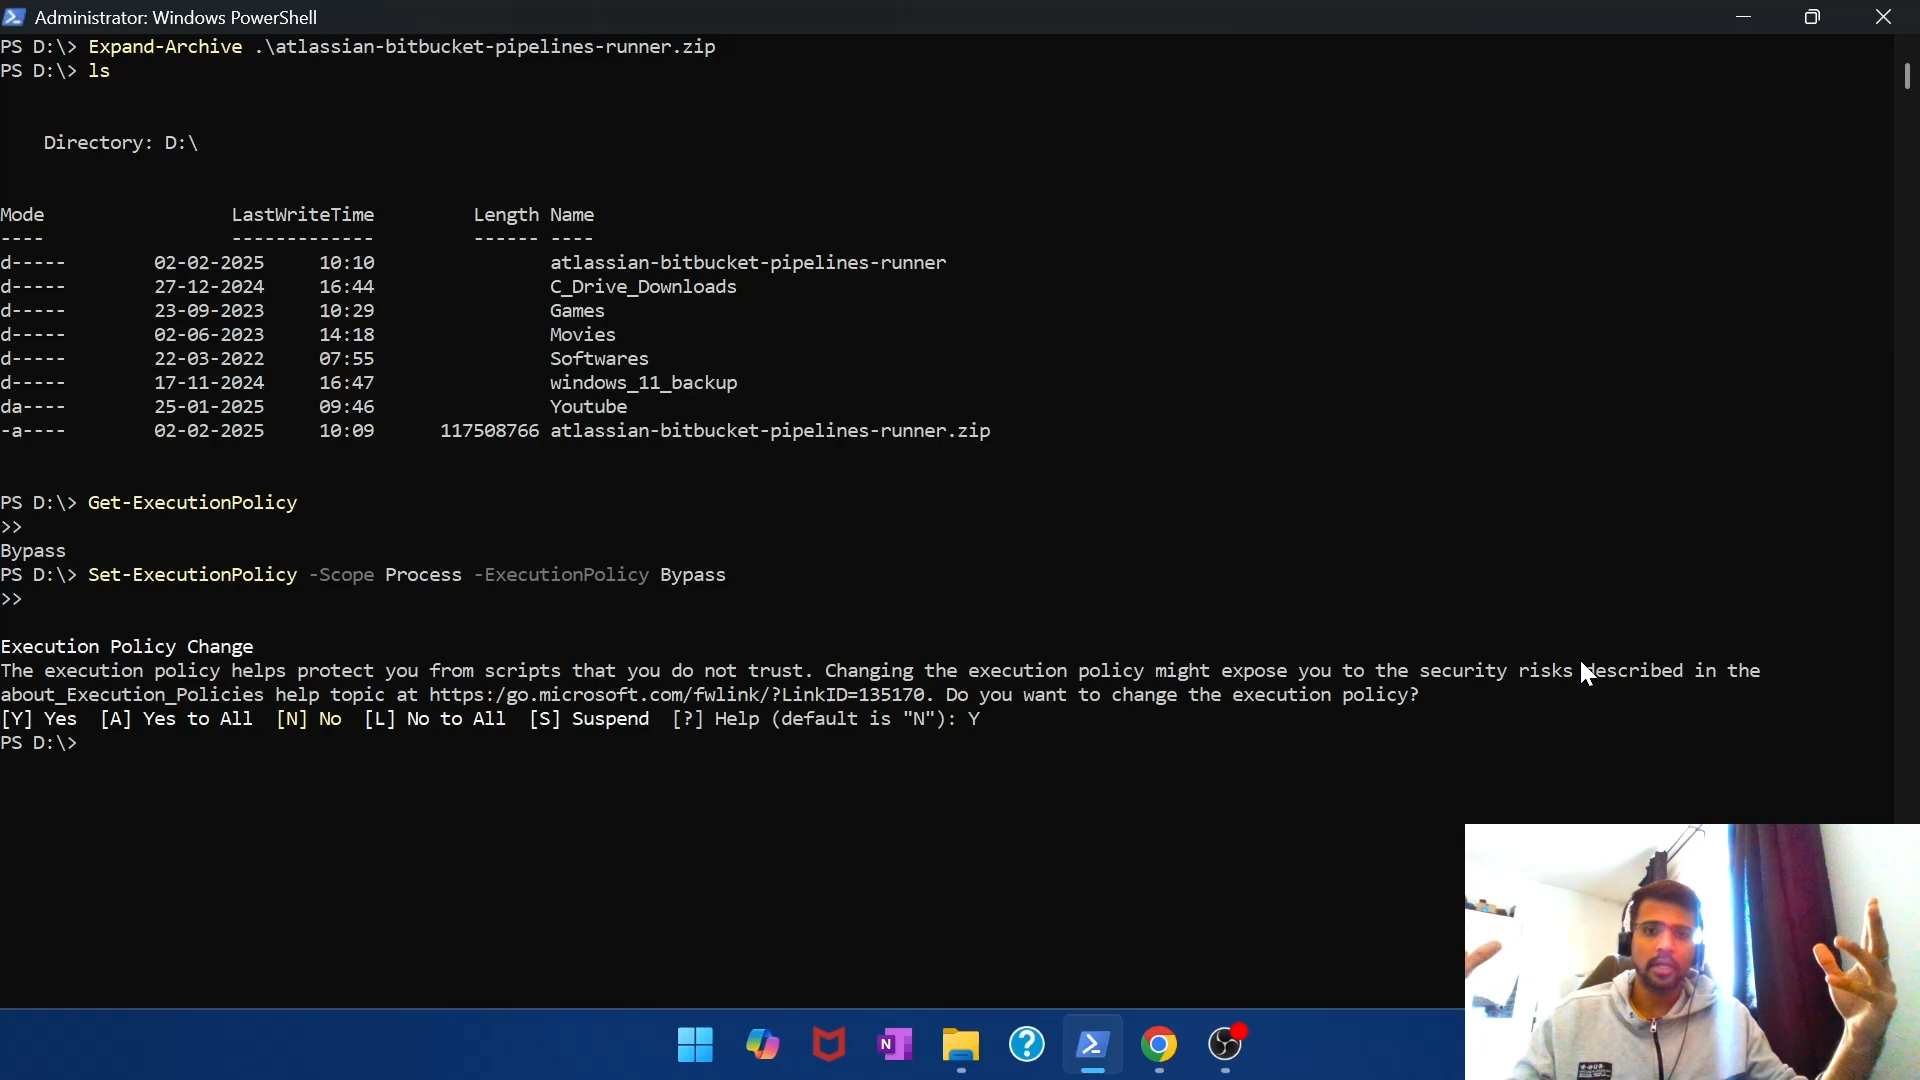 Administrator: Windows PowerShell
PS D:\> Expand-Archive .\atlassian-bitbucket-pipelines-runner.zip
PS D:\> ls
Directory: D:\
Mode LastWriteTime Length Name
---- ------------- ------ ----
d----- 02-02-2025 10:10 atlassian-bitbucket-pipelines-runner
d----- 27-12-2024 16:44 C_Drive_Downloads
d----- 23-09-2023 10:29 Games
d----- 02-06-2023 14:18 Movies
d----- 22-03-2022 07:55 Softwares
d----- 17-11-2024 16:47 windows_11_backup
da---- 25-01-2025 09:46 Youtube
-a---- 02-02-2025 10:09 117508766 atlassian-bitbucket-pipelines-runner.zip
PS D:\> Get-ExecutionPolicy
>>
Bypass
PS D:\> Set-ExecutionPolicy -Scope Process -ExecutionPolicy Bypass
>>
Execution Policy Change
The execution policy helps protect you from scripts that you do not trust. Changing the execution policy might expose you to the security risks described in the
about_Execution_Policies help topic at https:/go.microsoft.com/fwlink/?LinkID=135170. Do you want to change the execution policy?
[Y] Yes [A] Yes to All [N] No [L] No to All [S] Suspend [?] Help (default is "N"): Y
PS D:\>